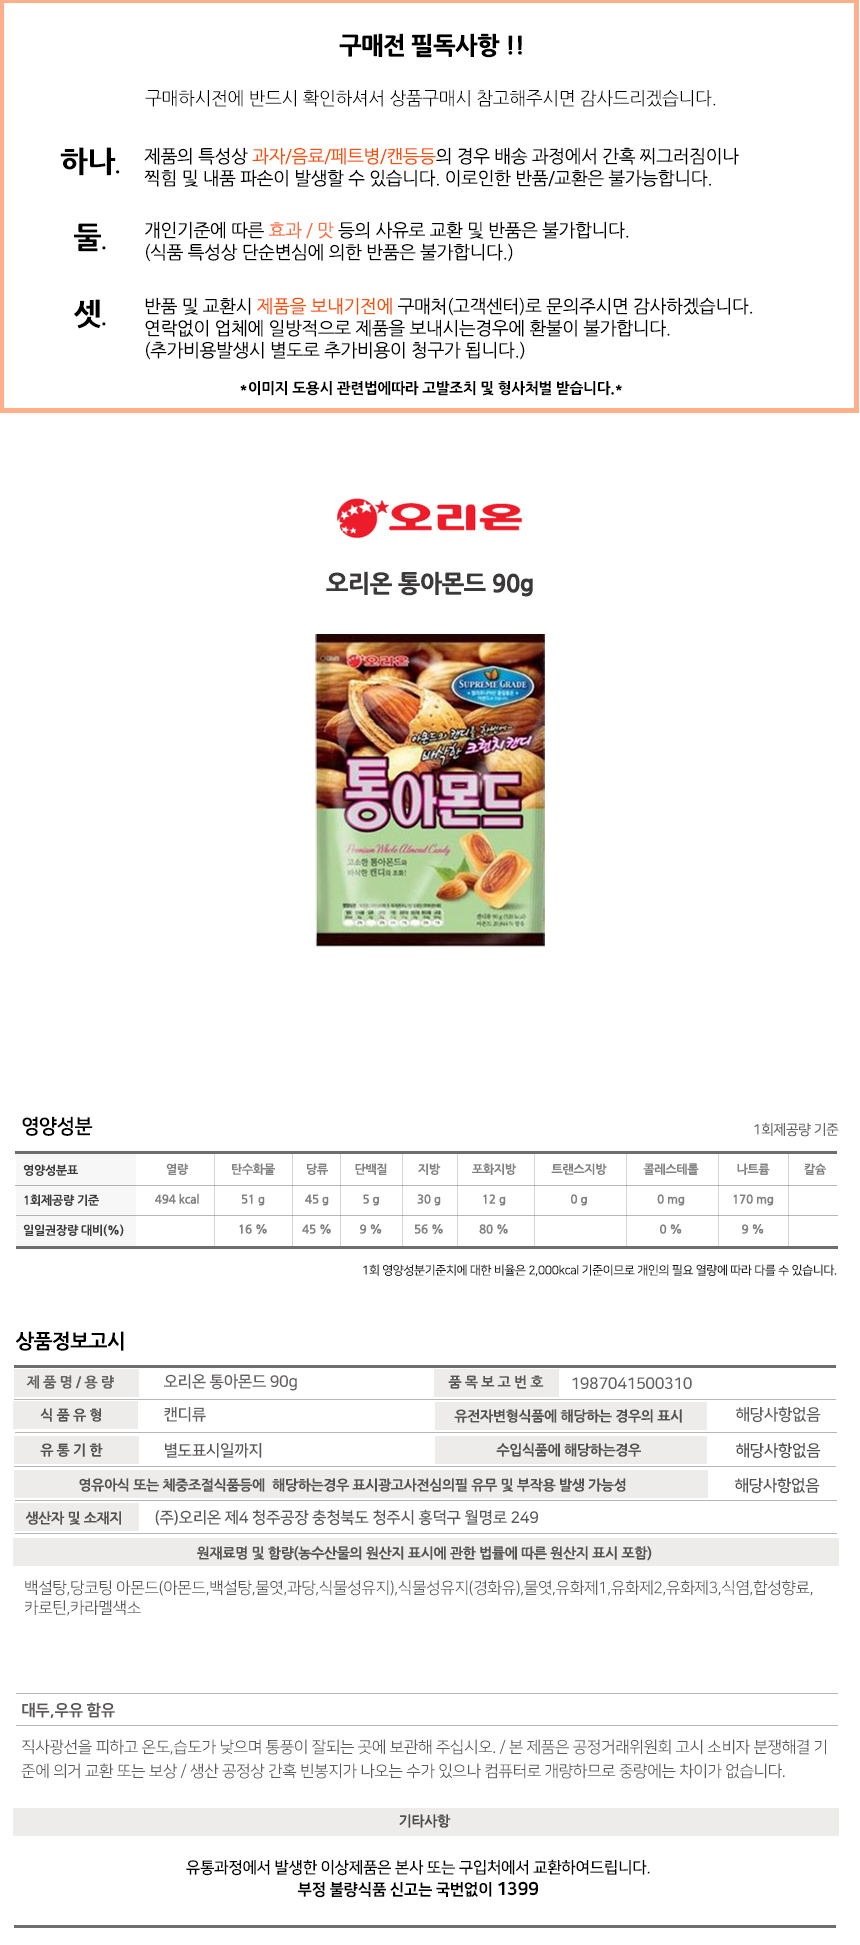 구매전 필독사항 !!
구매하시전에 반드시 확인하셔서 상품구매시 참고해주시면 감사드리겠습니다.
하나. 제품의 특성상 과자/음료/페트병/캔등등의 경우 배송 과정에서 간혹 찌그러짐이나
찍힘 및 내품 파손이 발생할 수 있습니다. 이로인한 반품/교환은 불가능합니다.
둘. 개인기준에 따른 효과 / 맛 등의 사유로 교환 및 반품은 불가합니다.
(식품 특성상 단순변심에 의한 반품은 불가합니다.)
셋. 반품 및 교환시 제품을 보내기전에 구매처(고객센터)로 문의주시면 감사하겠습니다.
연락없이 업체에 일방적으로 제품을 보내시는경우에 환불이 불가합니다.
(추가비용발생시 별도로 추가비용이 청구가 됩니다.)
*이미지 도용시 관련법에따라 고발조치 및 형사처벌 받습니다.*
오리온
오리온 통아몬드 90g
오리온
SUPREME GRADE
아몬드와 캔디를 한번에~
바삭한 크런치 캔디
통아몬드
Premium Whole Almond Candy
고소한 통아몬드와
바삭한 캔디의 조화!
영양성분
1회제공량 기준
영양성분표 열량 탄수화물 당류 단백질 지방 포화지방 트랜스지방 콜레스테롤 나트륨 칼슘
1회제공량 기준 494 kcal 51 g 45 g 5 g 30 g 12 g 0 g 0 mg 170 mg
일일권장량 대비(%) 16 % 45 % 9 % 56 % 80 % 0 % 9 %
1회 영양성분기준치에 대한 비율은 2,000kcal 기준이므로 개인의 필요 열량에 따라 다를 수 있습니다.
상품정보고시
제 품 명 / 용 량 오리온 통아몬드 90g 품 목 보 고 번 호 1987041500310
식 품 유 형 캔디류 유전자변형식품에 해당하는 경우의 표시 해당사항없음
유 통 기 한 별도표시일까지 수입식품에 해당하는경우 해당사항없음
영유아식 또는 체중조절식품등에 해당하는경우 표시광고사전심의필 유무 및 부작용 발생 가능성 해당사항없음
생산자 및 소재지 (주)오리온 제4 청주공장 충청북도 청주시 흥덕구 월명로 249
원재료명 및 함량(농수산물의 원산지 표시에 관한 법률에 따른 원산지 표시 포함)
백설탕,당코팅 아몬드(아몬드,백설탕,물엿,과당,식물성유지),식물성유지(경화유),물엿,유화제1,유화제2,유화제3,식염,합성향료,
카로틴,카라멜색소
대두,우유 함유
직사광선을 피하고 온도,습도가 낮으며 통풍이 잘되는 곳에 보관해 주십시오. / 본 제품은 공정거래위원회 고시 소비자 분쟁해결 기
준에 의거 교환 또는 보상 / 생산 공정상 간혹 빈봉지가 나오는 수가 있으나 컴퓨터로 개량하므로 중량에는 차이가 없습니다.
기타사항
유통과정에서 발생한 이상제품은 본사 또는 구입처에서 교환하여드립니다.
부정 불량식품 신고는 국번없이 1399